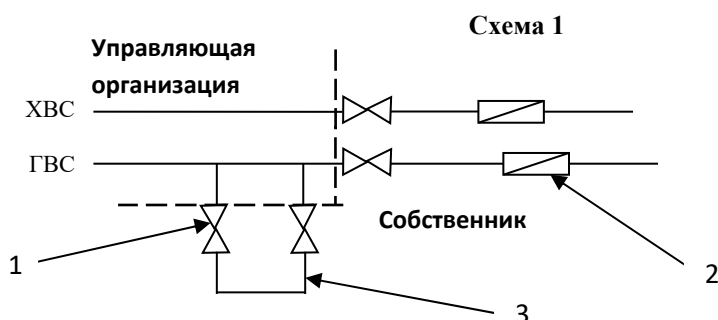 Схема 1
Управляющая
организация
ХВС
ГВС
Собственник
1
2
3